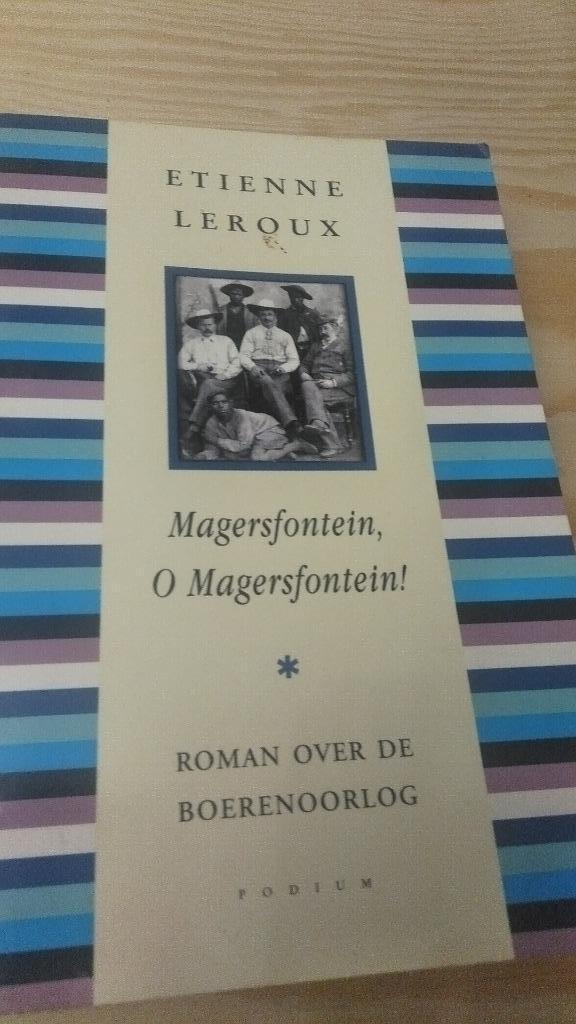 ETIENNE
LEROUX
Magersfontein,
O Magersfontein!
*
ROMAN OVER DE
BOERENOORLOG
PODIUM